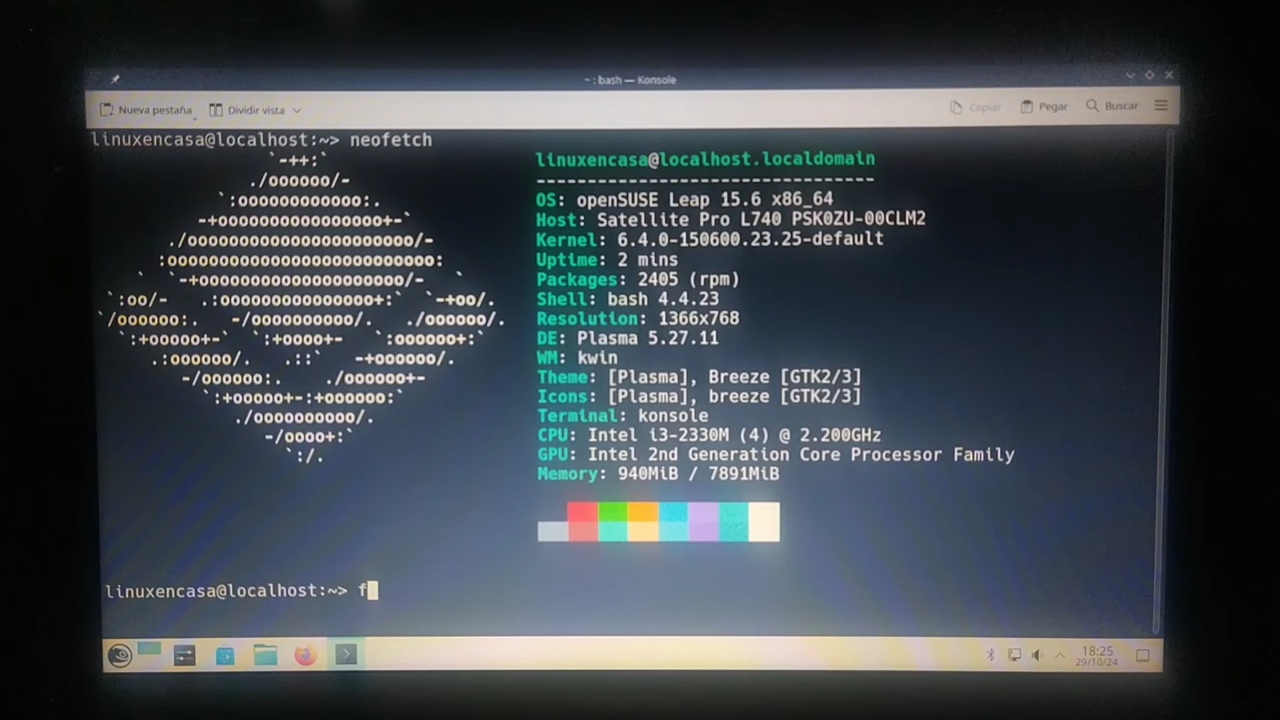 ~ : bash — Konsole
Nueva pestaña Dividir vista Copiar Pegar Buscar
linuxencasa@localhost:~> neofetch
linuxencasa@localhost.localdomain
---------------------------------
OS: openSUSE Leap 15.6 x86_64
Host: Satellite Pro L740 PSK0ZU-00CLM2
Kernel: 6.4.0-150600.23.25-default
Uptime: 2 mins
Packages: 2405 (rpm)
Shell: bash 4.4.23
Resolution: 1366x768
DE: Plasma 5.27.11
WM: kwin
Theme: [Plasma], Breeze [GTK2/3]
Icons: [Plasma], breeze [GTK2/3]
Terminal: konsole
CPU: Intel i3-2330M (4) @ 2.200GHz
GPU: Intel 2nd Generation Core Processor Family
Memory: 940MiB / 7891MiB
linuxencasa@localhost:~> f
18:25
29/10/24